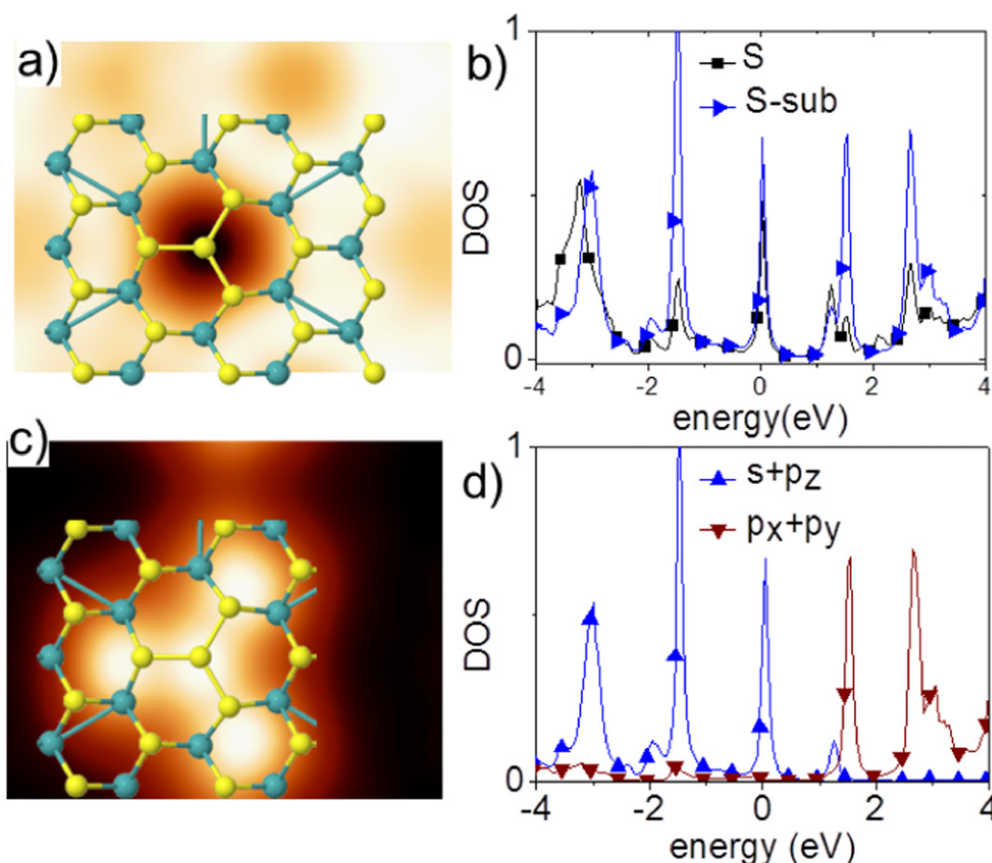 a)
b)
1
S
S-sub
DOS
0
-4 -2 0 2 4
energy(eV)
c)
d)
1
s+pz
px+py
DOS
0
-4 -2 0 2 4
energy (eV)